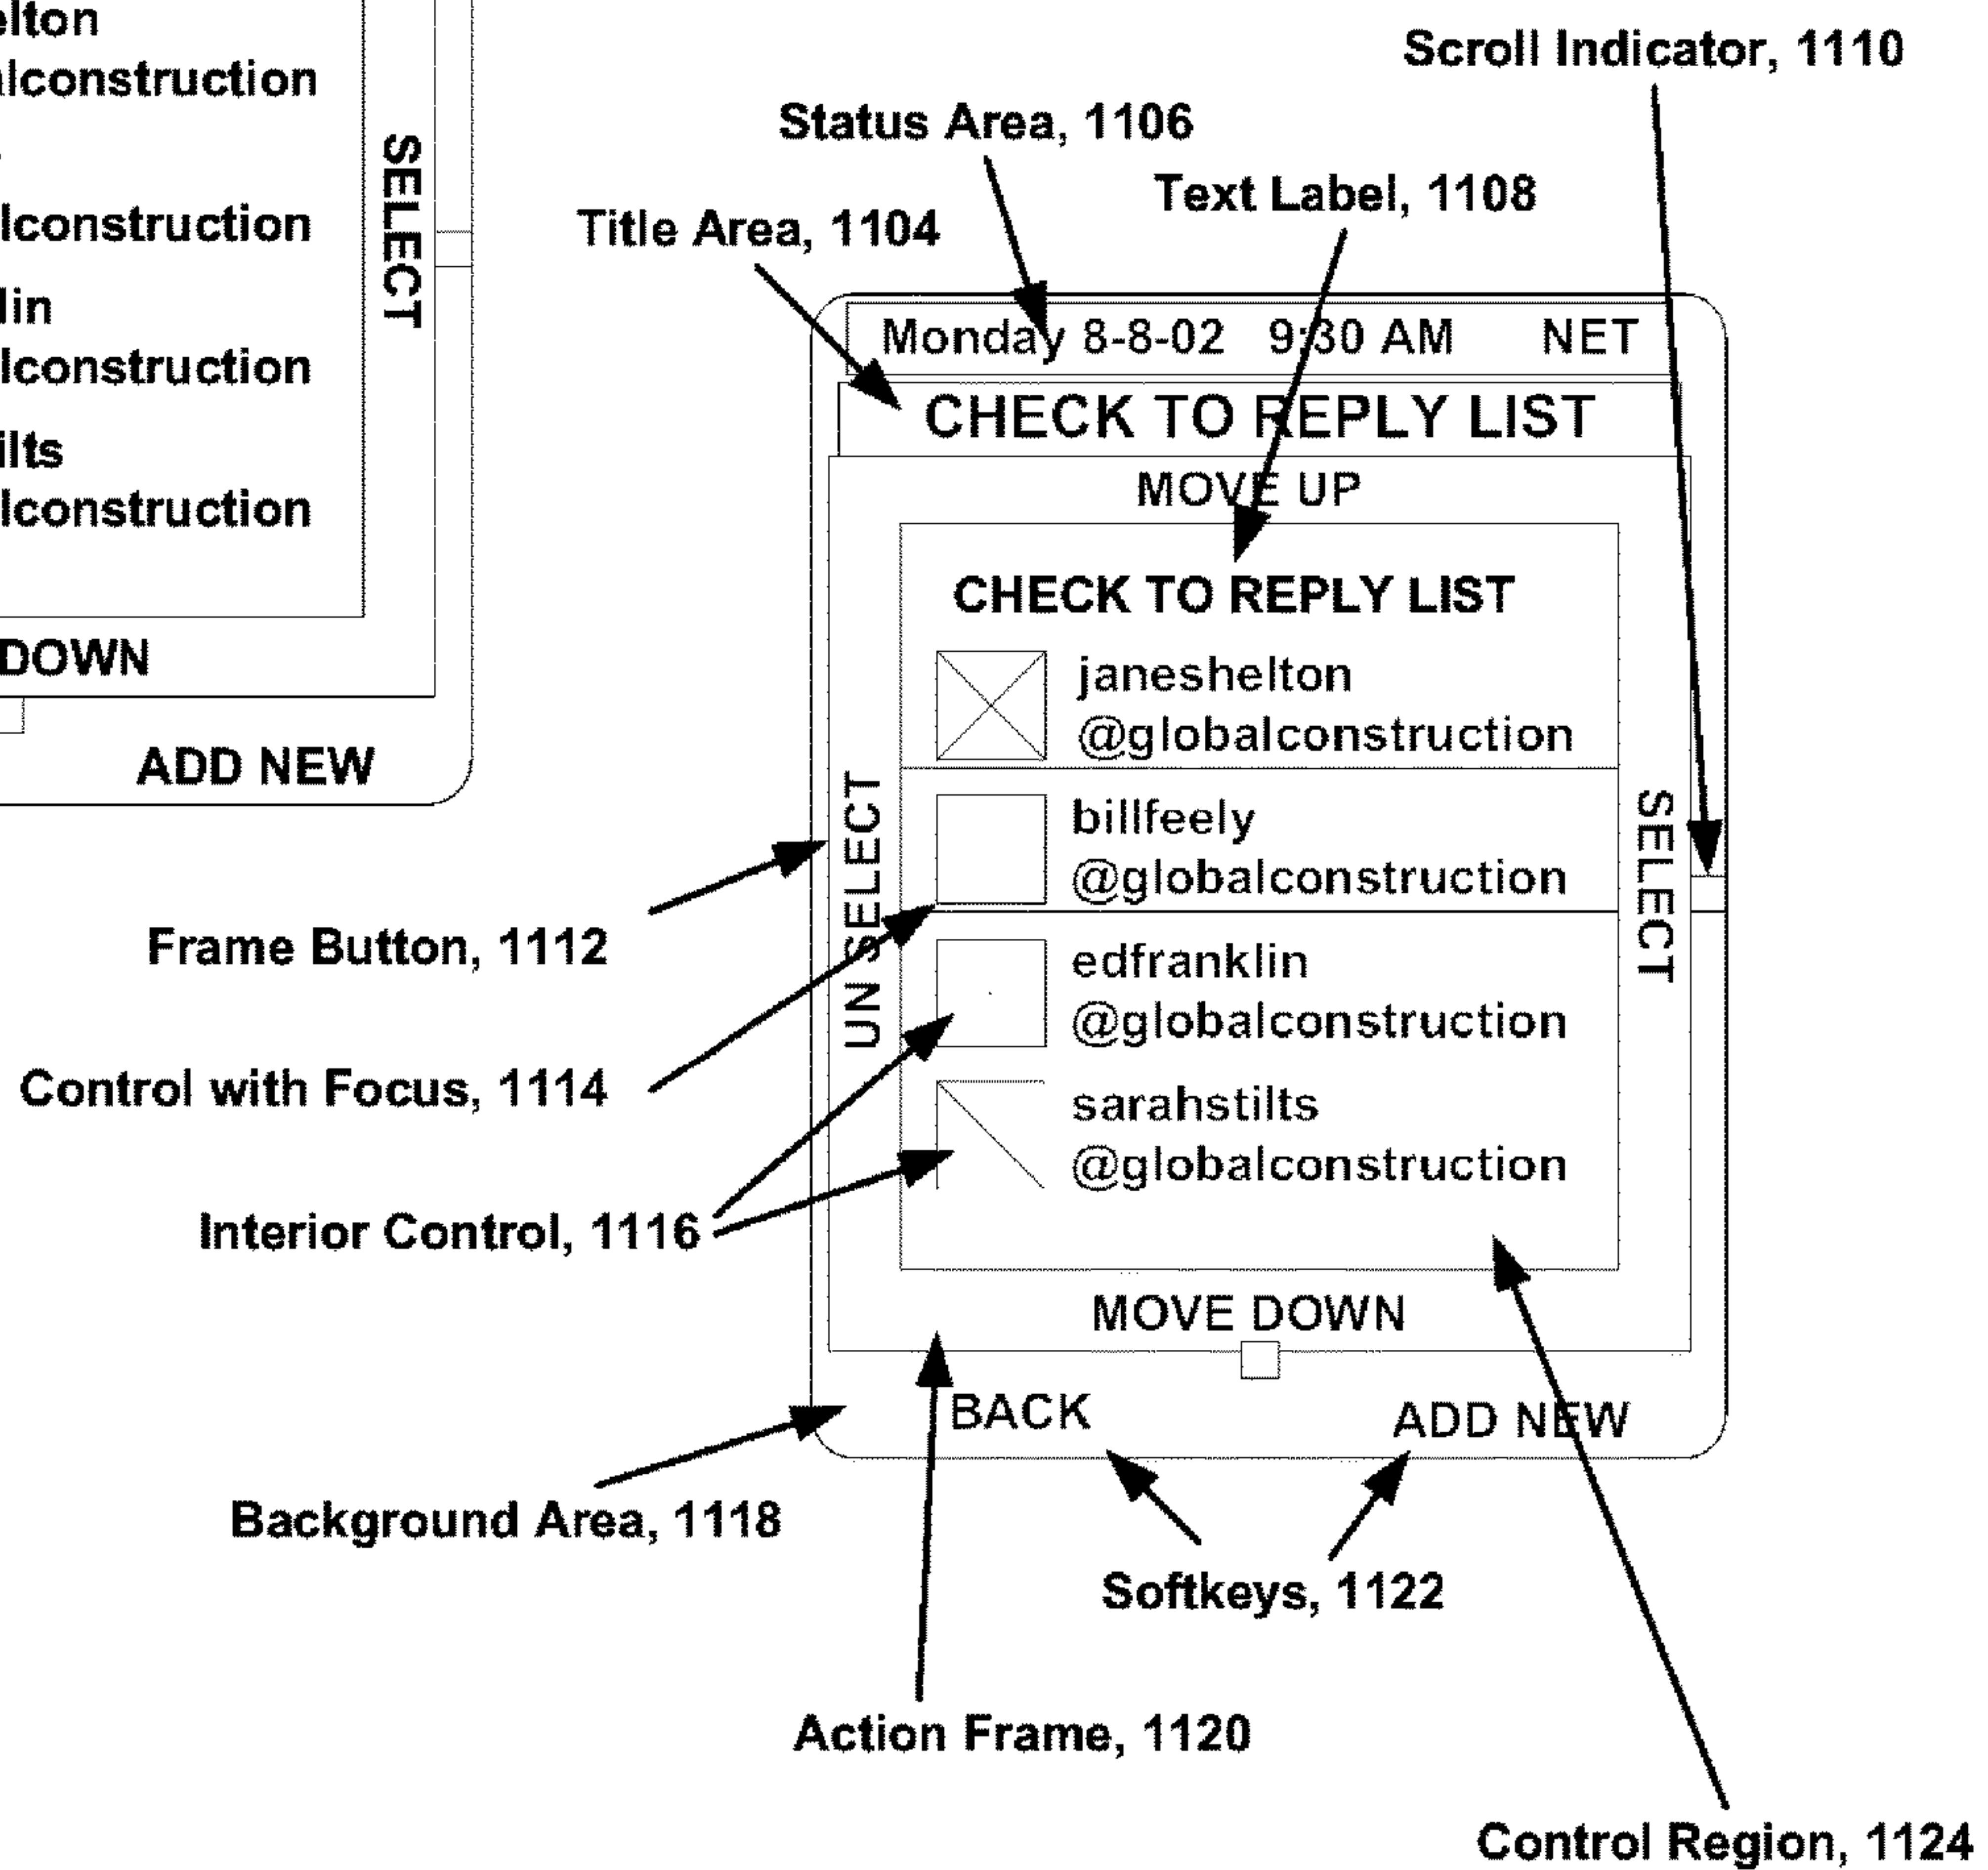 elton
alconstruction
lconstruction
lin
lconstruction
ilts
lconstruction
SELECT
DOWN
ADD NEW
Scroll Indicator, 1110
Status Area, 1106
Text Label, 1108
Title Area, 1104
Monday 8-8-02 9:30 AM NET
CHECK TO REPLY LIST
MOVE UP
CHECK TO REPLY LIST
janeshelton
@globalconstruction
billfeely
@globalconstruction
edfranklin
@globalconstruction
sarahstilts
@globalconstruction
UN SELECT
SELECT
MOVE DOWN
BACK
ADD NEW
Frame Button, 1112
Control with Focus, 1114
Interior Control, 1116
Background Area, 1118
Softkeys, 1122
Action Frame, 1120
Control Region, 1124